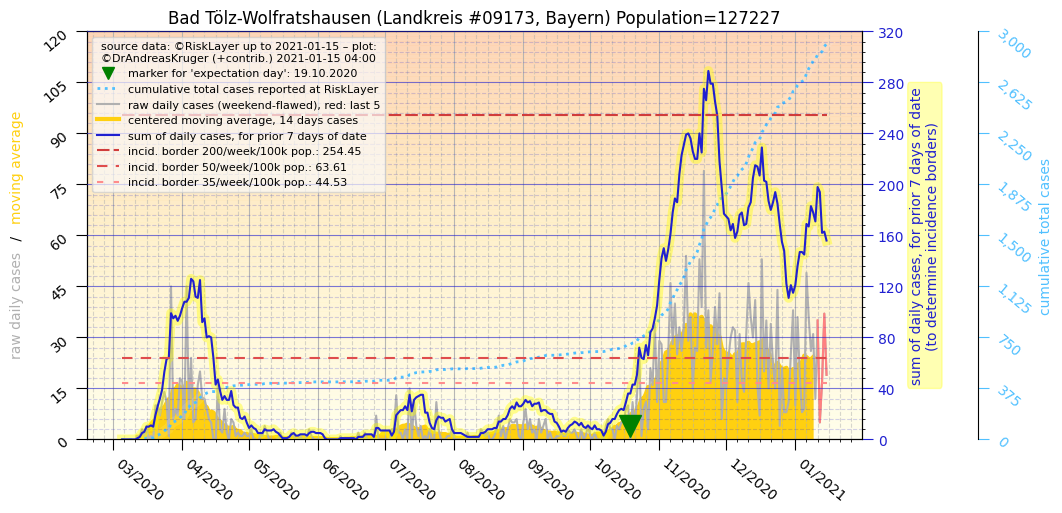 Bad Tölz-Wolfratshausen (Landkreis #09173, Bayern) Population=127227
source data: ©RiskLayer up to 2021-01-15 – plot:
©DrAndreasKruger (+contrib.) 2021-01-15 04:00
marker for 'expectation day': 19.10.2020
cumulative total cases reported at RiskLayer
raw daily cases (weekend-flawed), red: last 5
centered moving average, 14 days cases
sum of daily cases, for prior 7 days of date
incid. border 200/week/100k pop.: 254.45
incid. border 50/week/100k pop.: 63.61
incid. border 35/week/100k pop.: 44.53
raw daily cases / moving average
120
105
90
75
60
45
30
15
0
03/2020
04/2020
05/2020
06/2020
07/2020
08/2020
09/2020
10/2020
11/2020
12/2020
01/2021
320
280
240
200
160
120
80
40
0
sum of daily cases, for prior 7 days of date
(to determine incidence borders)
3,000
2,625
2,250
1,875
1,500
1,125
750
375
0
cumulative total cases